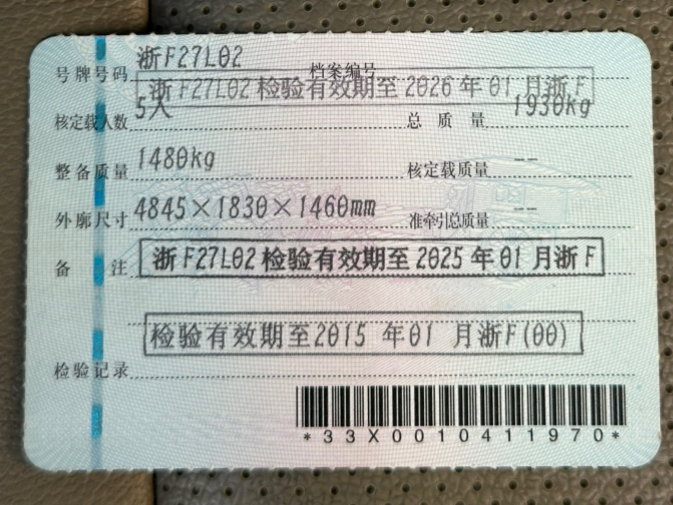 号牌号码 浙F27L02 档案编号
浙F27L02检验有效期至2026年01月浙F
核定载人数 5人 总质量 1930kg
整备质量 1480kg 核定载质量 --
外廓尺寸 4845×1830×1460mm 准牵引总质量 --
备注 浙F27L02检验有效期至2025年01月浙F
检验有效期至2015 年01 月浙F(00)
检验记录
*33X0010411970*